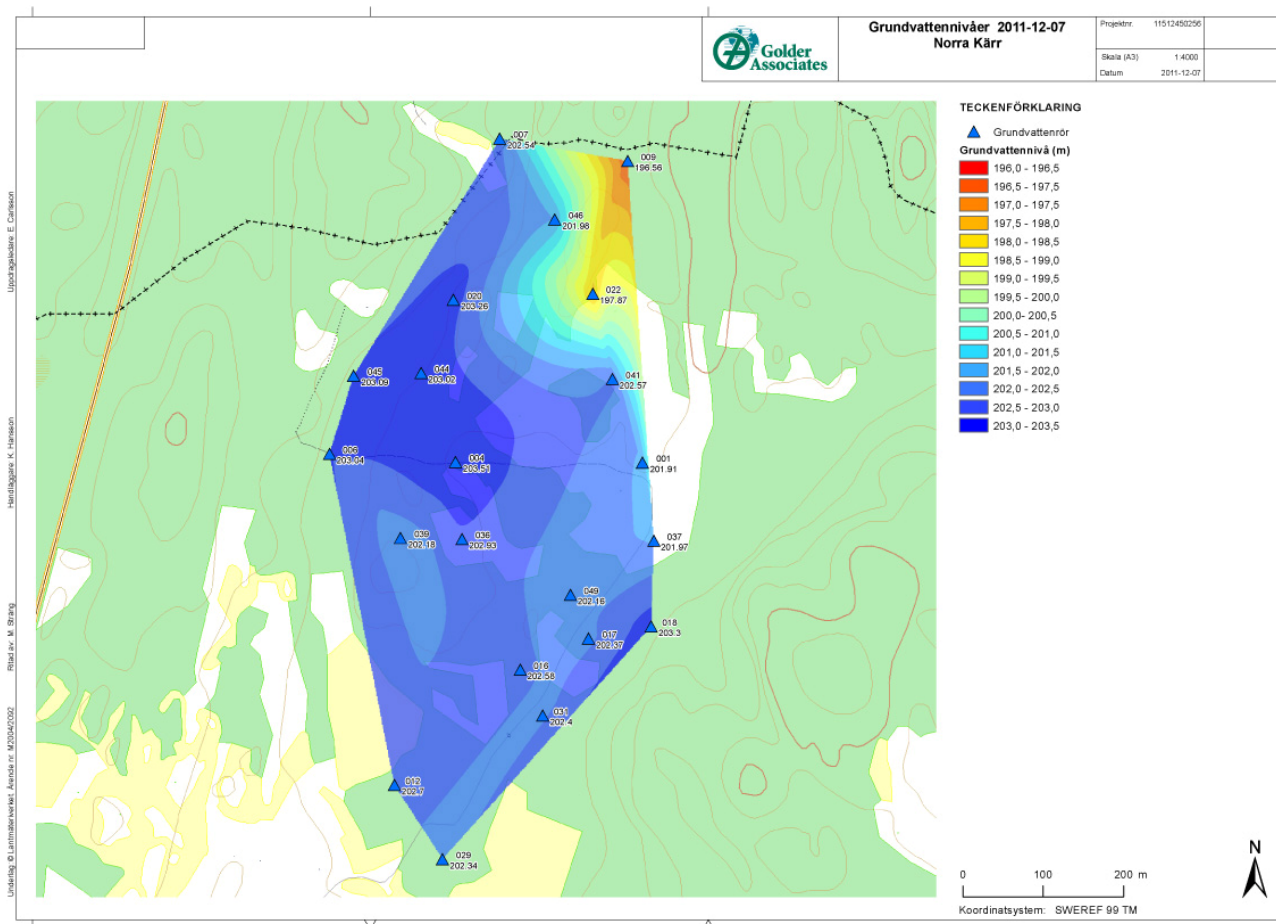 Golder
Associates
Grundvattennivåer 2011-12-07
Norra Kärr
Projektnr. 11512450256
Skala (A3) 1:4000
Datum 2011-12-07
TECKENFÖRKLARING
Grundvattenrör
Grundvattennivå (m)
196,0 - 196,5
196,5 - 197,5
197,0 - 197,5
197,5 - 198,0
198,0 - 198,5
198,5 - 199,0
199,0 - 199,5
199,5 - 200,0
200,0- 200,5
200,5 - 201,0
201,0 - 201,5
201,5 - 202,0
202,0 - 202,5
202,5 - 203,0
203,0 - 203,5
007
202.54
009
196.56
046
201.98
022
197.87
020
203.26
045
203.09
044
203.02
041
202.57
006
203.04
004
203.51
001
201.91
039
202.18
036
202.93
037
201.97
049
202.16
018
203.3
017
202.37
016
202.58
031
202.4
012
202.7
029
202.34
Uppdragsledare: E. Carlsson
Handläggare: K. Hansson
Ritad av: M. Strang
Underlag: © Lantmäteriverket. Ärende nr. M2004/2092
N
0 100 200 m
Koordinatsystem: SWEREF 99 TM